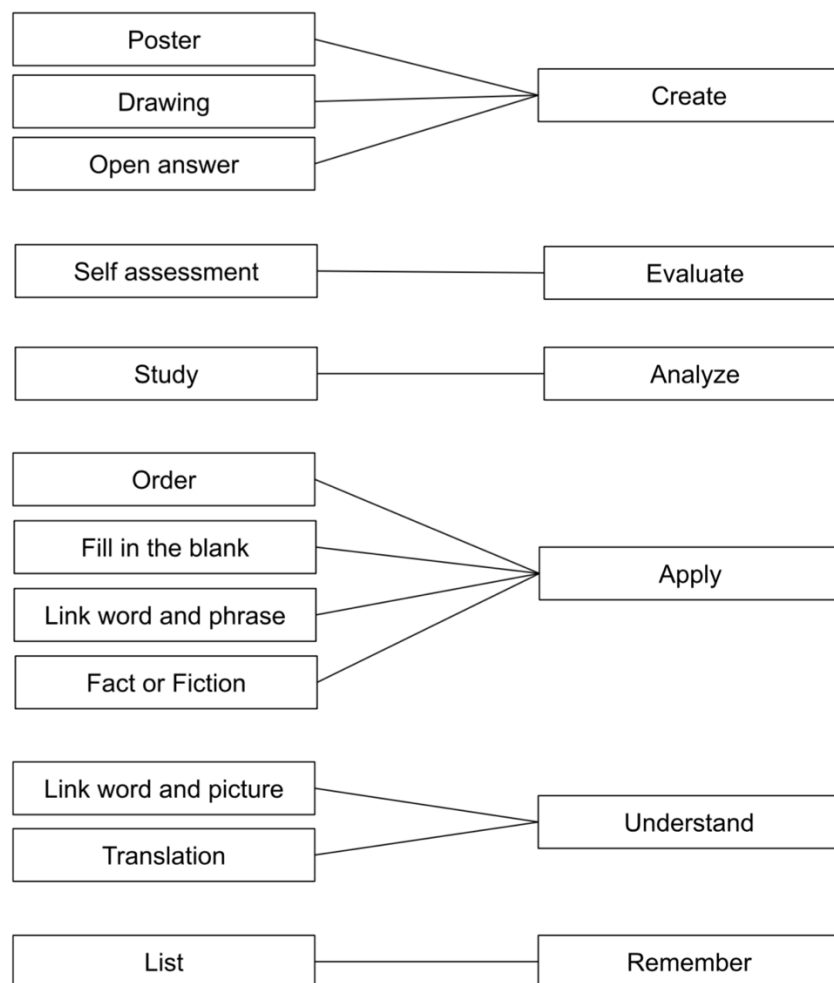 Poster
Drawing
Open answer
Create
Self assessment
Evaluate
Study
Analyze
Order
Fill in the blank
Link word and phrase
Fact or Fiction
Apply
Link word and picture
Translation
Understand
List
Remember